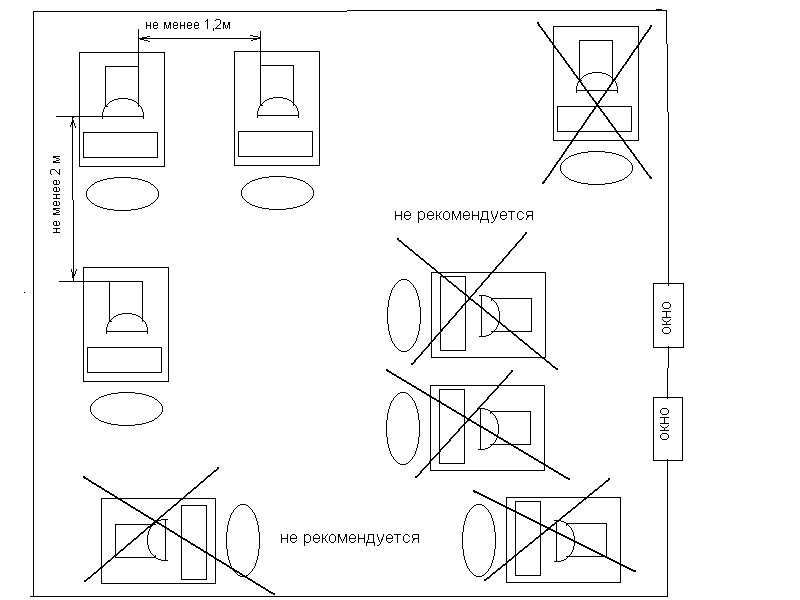 не менее 1,2м
не менее 2 м
не рекомендуется
окно
окно
не рекомендуется